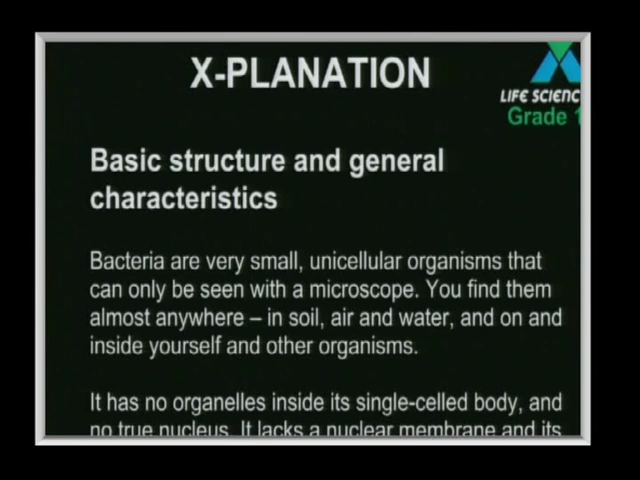 X-PLANATION
LIFE SCIENC
Grade 1
Basic structure and general
characteristics
Bacteria are very small, unicellular organisms that
can only be seen with a microscope. You find them
almost anywhere – in soil, air and water, and on and
inside yourself and other organisms.
It has no organelles inside its single-celled body, and
no true nucleus. It lacks a nuclear membrane and its